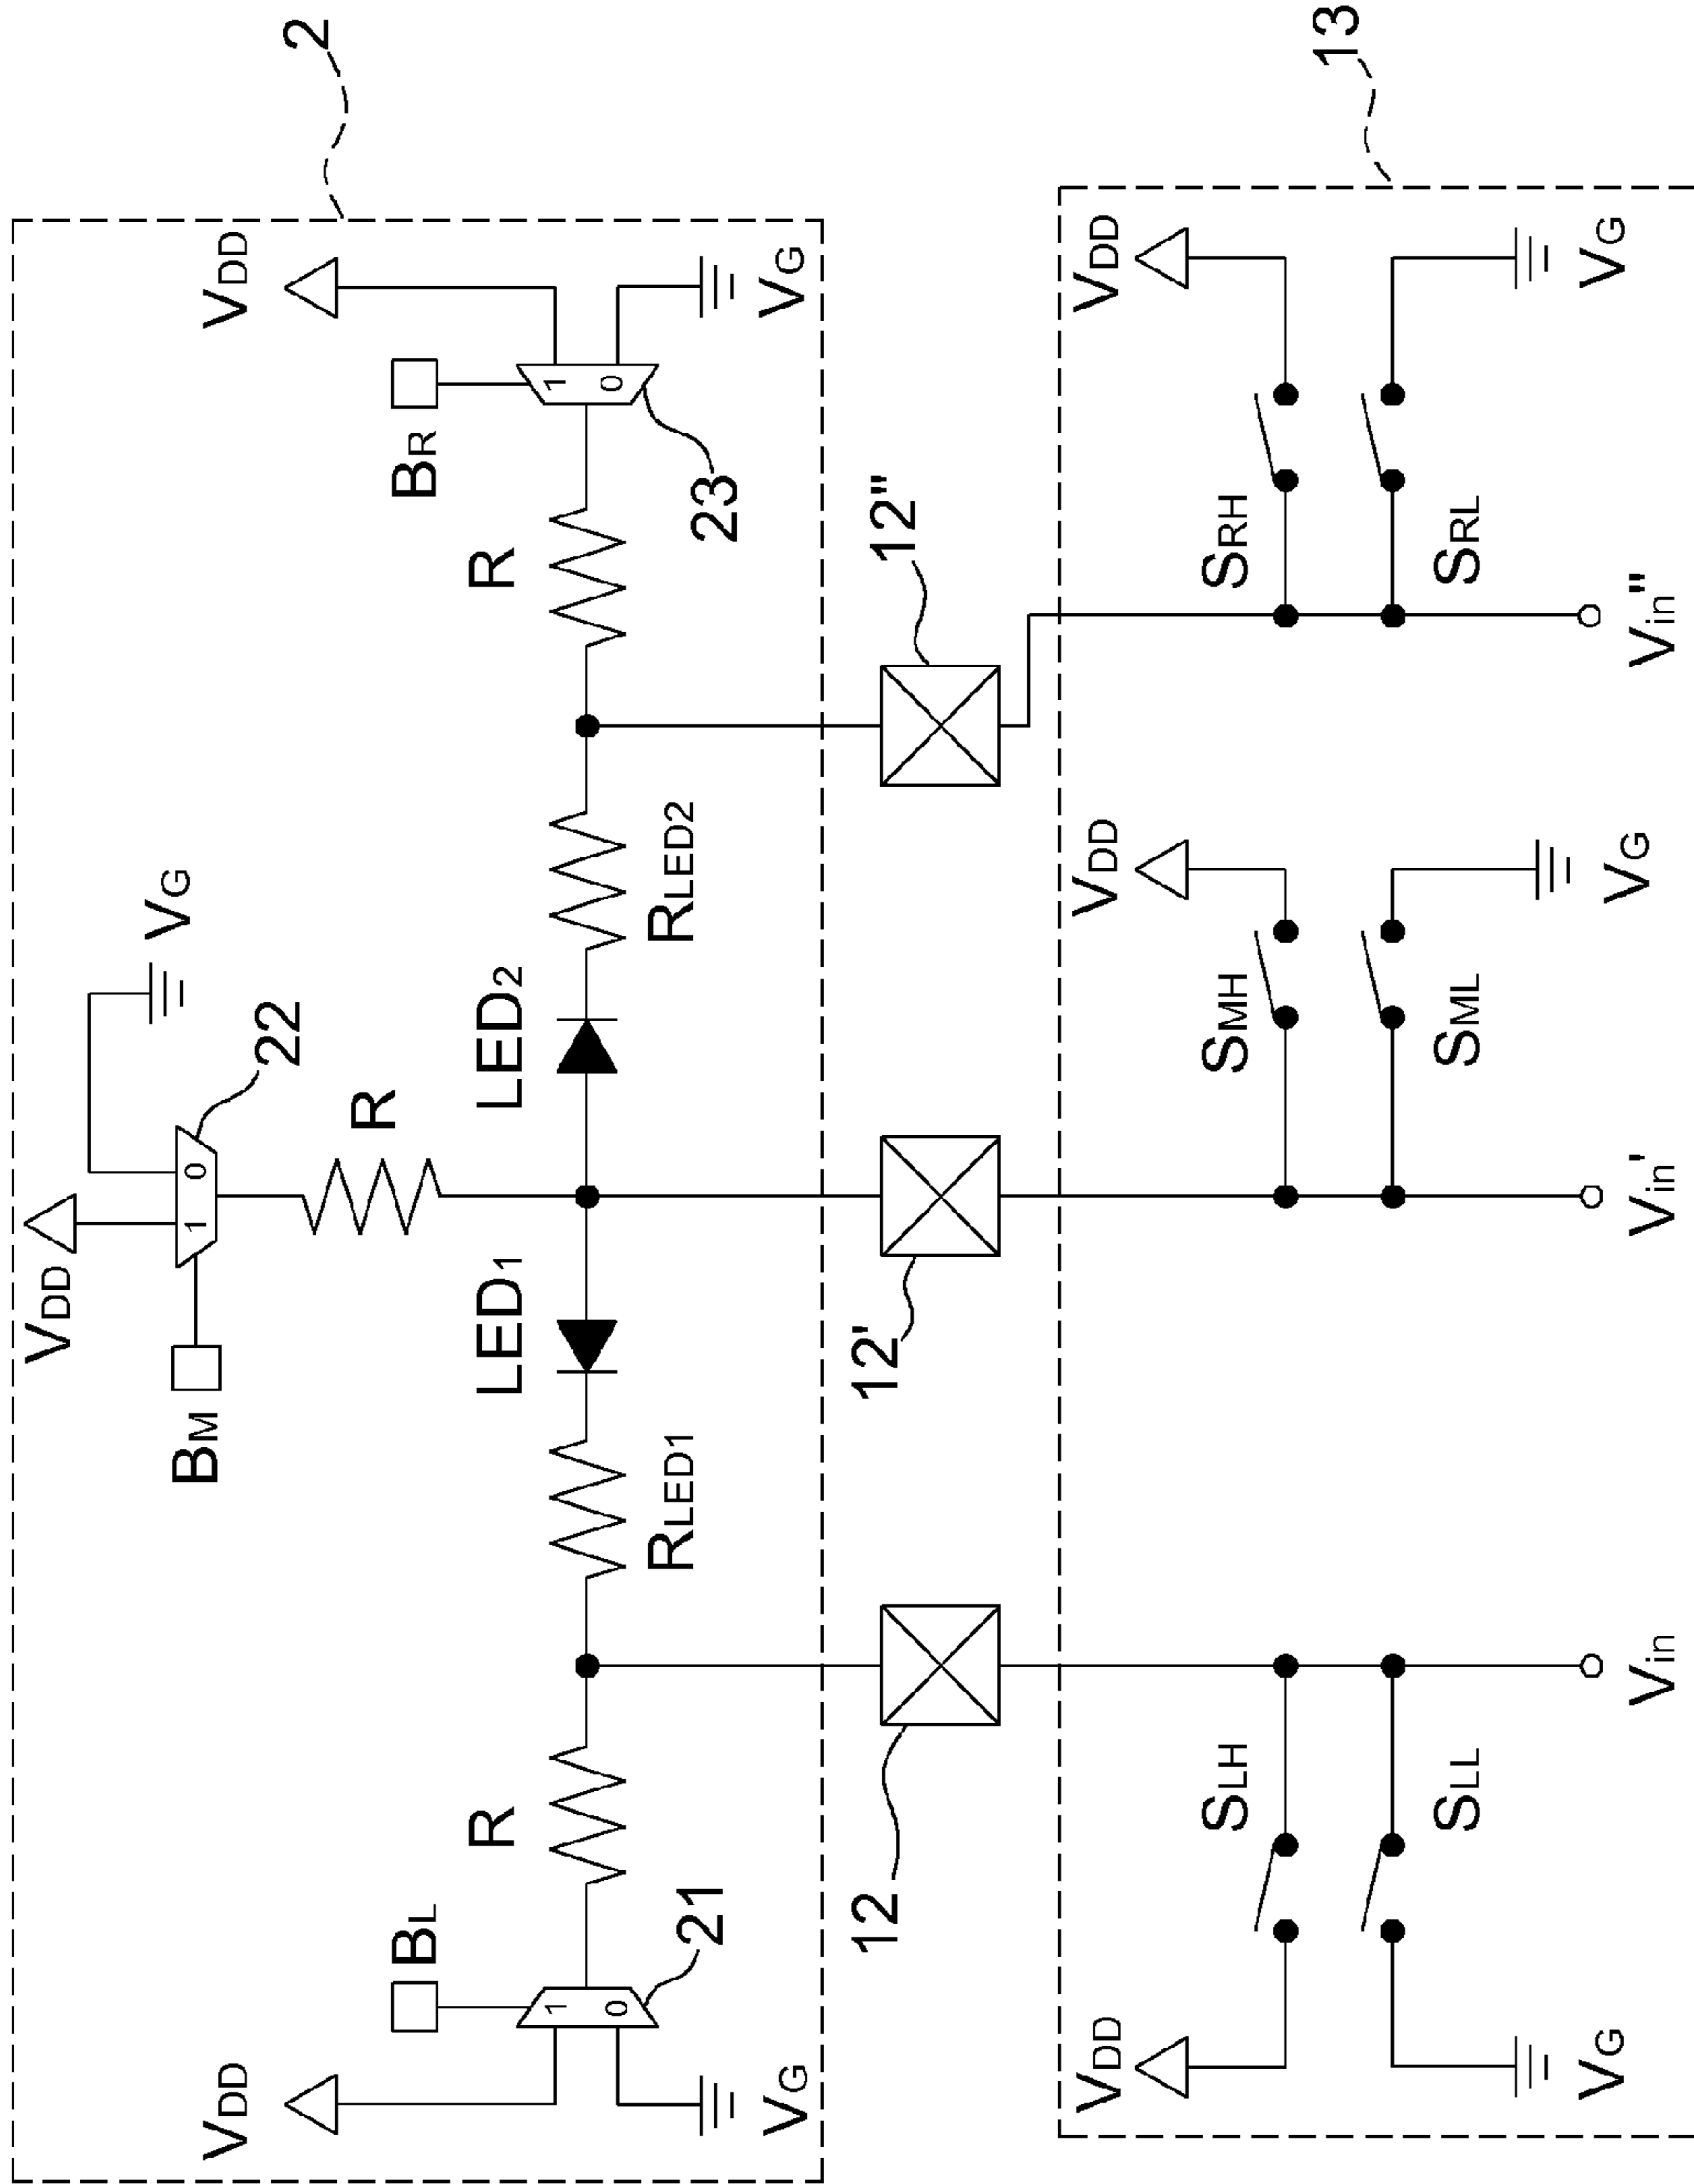 VDD
VG
BM
1 0
22
VDD
VDD
2
R
BL
BR
R
LED1
LED2
R
1
1
0
0
RLED1
RLED2
21
23
VG
VG
12
12'
12"
VDD
VDD
VDD
SLH
SMH
SRH
13
SLL
SML
SRL
VG
VG
VG
Vin
Vin'
Vin"